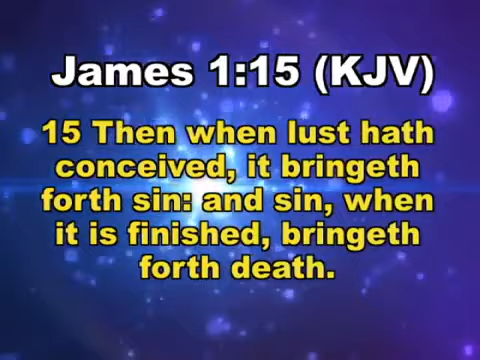 James 1:15 (KJV)
15 Then when lust hath
conceived, it bringeth
forth sin: and sin, when
it is finished, bringeth
forth death.